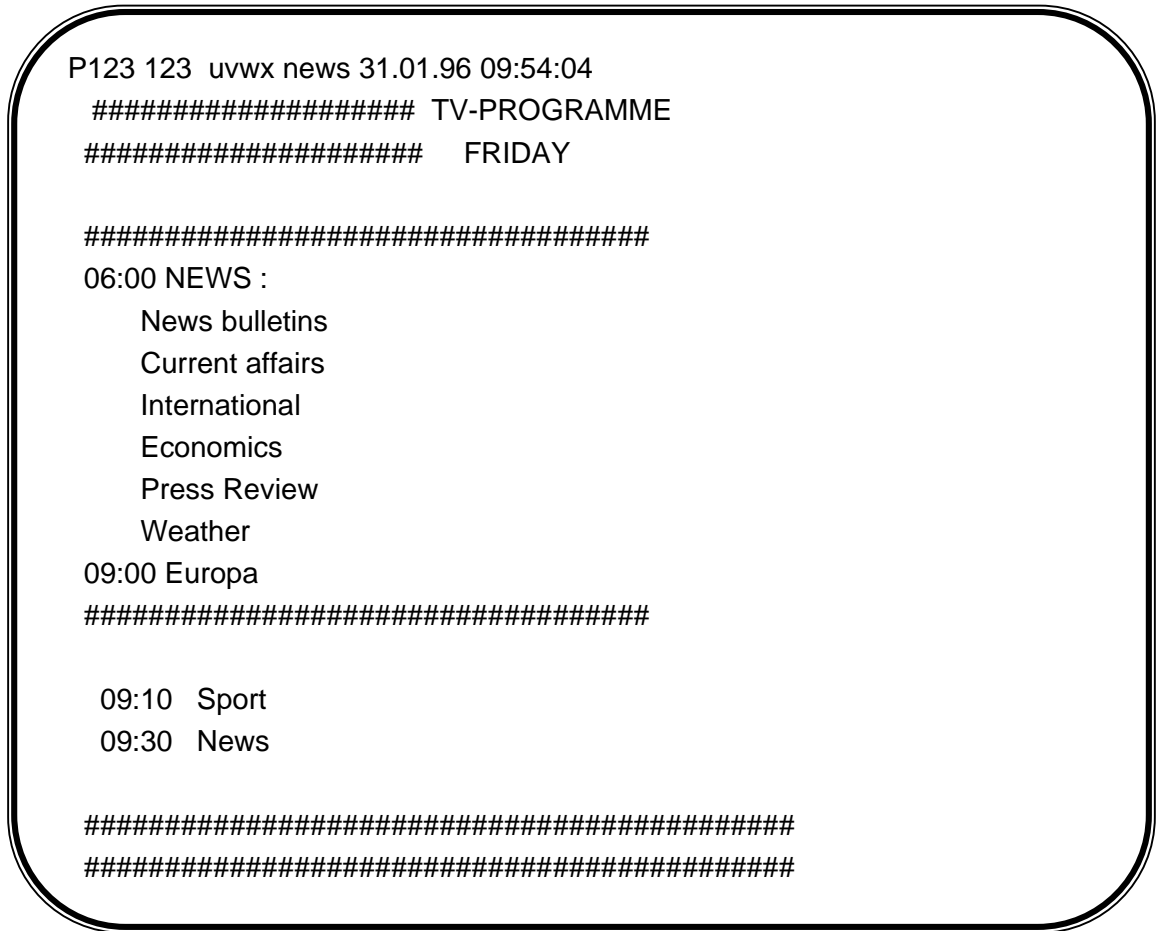 P123 123 uvwx news 31.01.96 09:54:04
#################### TV-PROGRAMME
##################### FRIDAY
###################################
06:00 NEWS :
News bulletins
Current affairs
International
Economics
Press Review
Weather
09:00 Europa
###################################
09:10 Sport
09:30 News
############################################
############################################